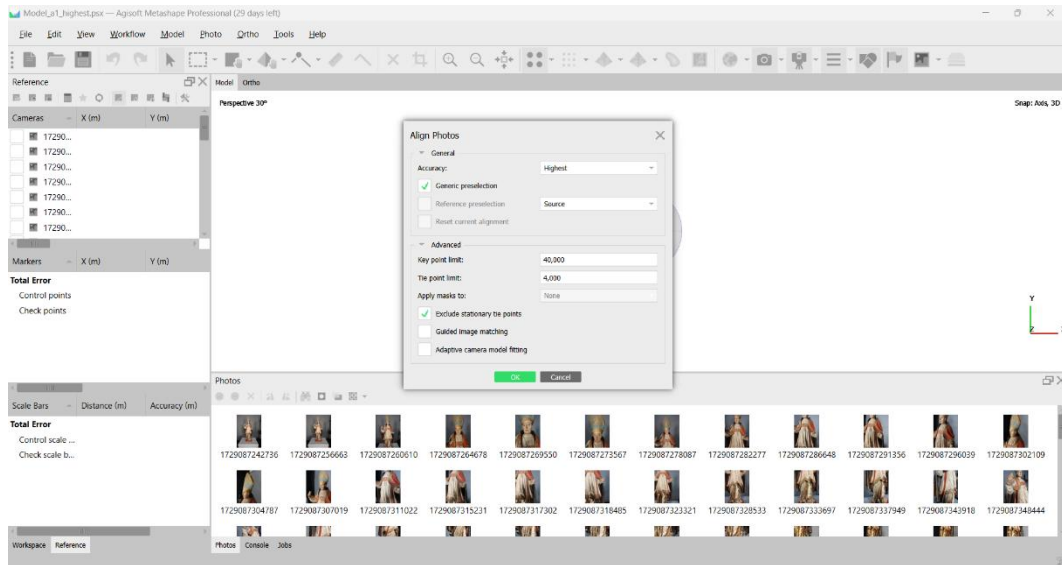 Model_a1_highest.psx — Agisoft Metashape Professional (29 days left)
File Edit View Workflow Model Photo Ortho Tools Help
Reference
Model Ortho
Cameras X (m) Y (m)
17290...
17290...
17290...
17290...
17290...
17290...
17290...
Markers X (m) Y (m)
Total Error
Control points
Check points
Scale Bars Distance (m) Accuracy (m)
Total Error
Control scale ...
Check scale b...
Workspace Reference
Perspective 30°
Snap: Axis, 3D
Align Photos
General
Accuracy: Highest
Generic preselection
Reference preselection Source
Reset current alignment
Advanced
Key point limit: 40,000
Tie point limit: 4,000
Apply masks to: None
Exclude stationary tie points
Guided image matching
Adaptive camera model fitting
OK Cancel
Y
Z
Photos
1729087242736 1729087256663 1729087260610 1729087264678 1729087269550 1729087273567 1729087278087 1729087282277 1729087286648 1729087291356 1729087296039 1729087302109
1729087304787 1729087307019 1729087311022 1729087315231 1729087317302 1729087318485 1729087323321 1729087328533 1729087333697 1729087337949 1729087343918 1729087348444
Photos Console Jobs